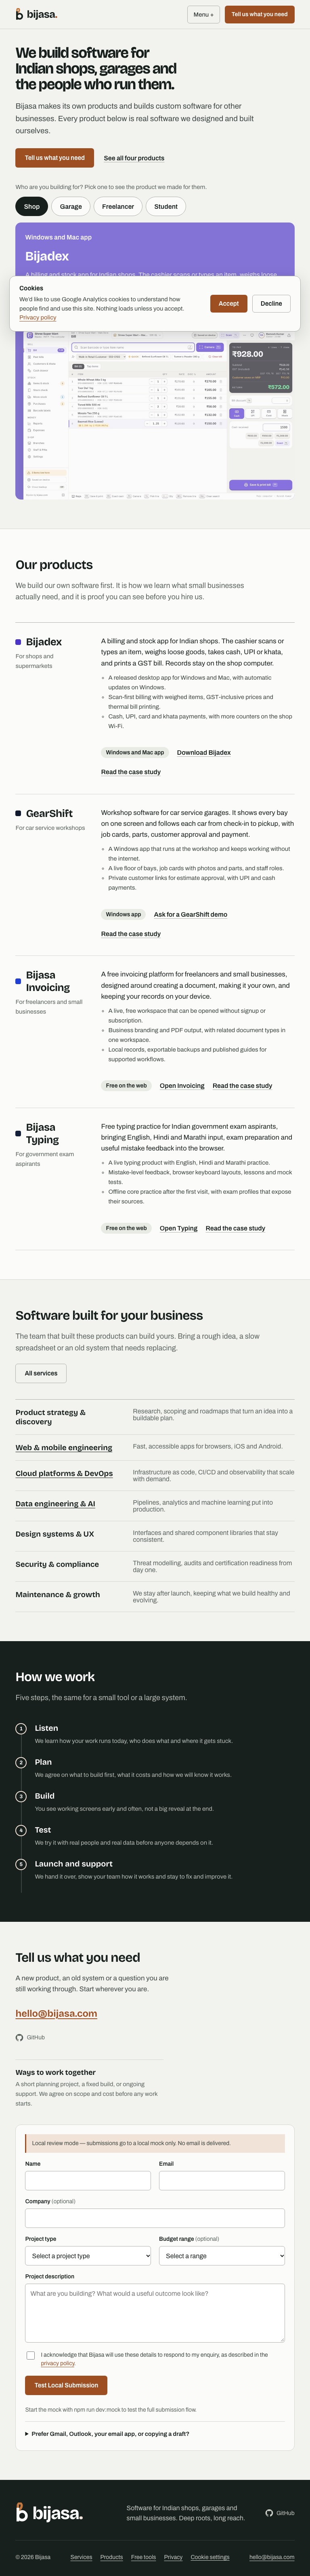 bijasa.
Menu +
Tell us what you need
We build software for
Indian shops, garages and
the people who run them.
Bijasa makes its own products and builds custom software for other
businesses. Every product below is real software we designed and built
ourselves.
Tell us what you need
See all four products
Who are you building for? Pick one to see the product we made for them.
Shop
Garage
Freelancer
Student
Windows and Mac app
Bijadex
Cookies
We'd like to use Google Analytics cookies to understand how
people find and use this site. Nothing loads unless you accept.
Privacy policy
Accept
Decline
₹928.00
₹572.00
Our products
We build our own software first. It is how we learn what small businesses
actually need, and it is proof you can see before you hire us.
Bijadex
For shops and
supermarkets
A billing and stock app for Indian shops. The cashier scans or
types an item, weighs loose goods, takes cash, UPI or khata,
and prints a GST bill. Records stay on the shop computer.
A released desktop app for Windows and Mac, with automatic
updates on Windows.
Scan-first billing with weighed items, GST-inclusive prices and
thermal bill printing.
Cash, UPI, card and khata payments, with more counters on the shop
Wi-Fi.
Windows and Mac app
Download Bijadex
Read the case study
GearShift
For car service workshops
Workshop software for car service garages. It shows every bay
on one screen and follows each car from check-in to pickup, with
job cards, parts, customer approval and payment.
A Windows app that runs at the workshop and keeps working without
the internet.
A live floor of bays, job cards with photos and parts, and staff roles.
Private customer links for estimate approval, with UPI and cash
payments.
Windows app
Ask for a GearShift demo
Read the case study
Bijasa
Invoicing
For freelancers and small
businesses
A free invoicing platform for freelancers and small businesses,
designed around creating a document, making it your own, and
keeping your records on your device.
A live, free workspace that can be opened without signup or
subscription.
Business branding and PDF output, with related document types in
one workspace.
Local records, exportable backups and published guides for
supported workflows.
Free on the web
Open Invoicing
Read the case study
Bijasa
Typing
For government exam
aspirants
Free typing practice for Indian government exam aspirants,
bringing English, Hindi and Marathi input, exam preparation and
useful mistake feedback into the browser.
A live typing product with English, Hindi and Marathi practice.
Mistake-level feedback, browser keyboard layouts, lessons and mock
tests.
Offline core practice after the first visit, with exam profiles that expose
their sources.
Free on the web
Open Typing
Read the case study
Software built for your business
The team that built these products can build yours. Bring a rough idea, a slow
spreadsheet or an old system that needs replacing.
All services
Product strategy &
discovery
Research, scoping and roadmaps that turn an idea into a
buildable plan.
Web & mobile engineering
Fast, accessible apps for browsers, iOS and Android.
Cloud platforms & DevOps
Infrastructure as code, CI/CD and observability that scale
with demand.
Data engineering & AI
Pipelines, analytics and machine learning put into
production.
Design systems & UX
Interfaces and shared component libraries that stay
consistent.
Security & compliance
Threat modelling, audits and certification readiness from
day one.
Maintenance & growth
We stay after launch, keeping what we build healthy and
evolving.
How we work
Five steps, the same for a small tool or a large system.
1
Listen
We learn how your work runs today, who does what and where it gets stuck.
2
Plan
We agree on what to build first, what it costs and how we will know it works.
3
Build
You see working screens early and often, not a big reveal at the end.
4
Test
We try it with real people and real data before anyone depends on it.
5
Launch and support
We hand it over, show your team how it works and stay to fix and improve it.
Tell us what you need
A new product, an old system or a question you are
still working through. Start wherever you are.
hello@bijasa.com
GitHub
Ways to work together
A short planning project, a fixed build, or ongoing
support. We agree on scope and cost before any work
starts.
Local review mode — submissions go to a local mock only. No email is delivered.
Name
Email
Company (optional)
Project type
Budget range (optional)
Select a project type
Select a range
Project description
What are you building? What would a useful outcome look like?
I acknowledge that Bijasa will use these details to respond to my enquiry, as described in the
privacy policy.
Test Local Submission
Start the mock with npm run dev:mock to test the full submission flow.
Prefer Gmail, Outlook, your email app, or copying a draft?
bijasa.
Software for Indian shops, garages and
small businesses. Deep roots, long reach.
GitHub
© 2026 Bijasa
Services
Products
Free tools
Privacy
Cookie settings
hello@bijasa.com